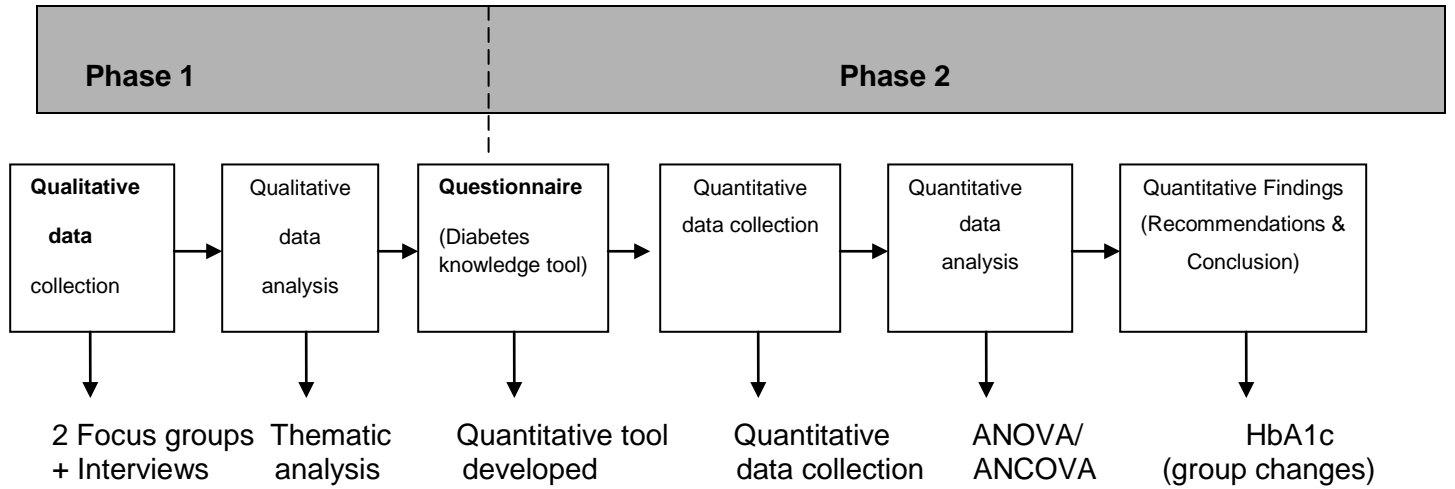 Phase 1
Phase 2
Qualitative
data
collection
Qualitative
data
analysis
Questionnaire
(Diabetes
knowledge tool)
Quantitative
data collection
Quantitative
data
analysis
Quantitative Findings
(Recommendations &
Conclusion)
2 Focus groups
+ Interviews
Thematic
analysis
Quantitative tool
developed
Quantitative
data collection
ANOVA/
ANCOVA
HbA1c
(group changes)